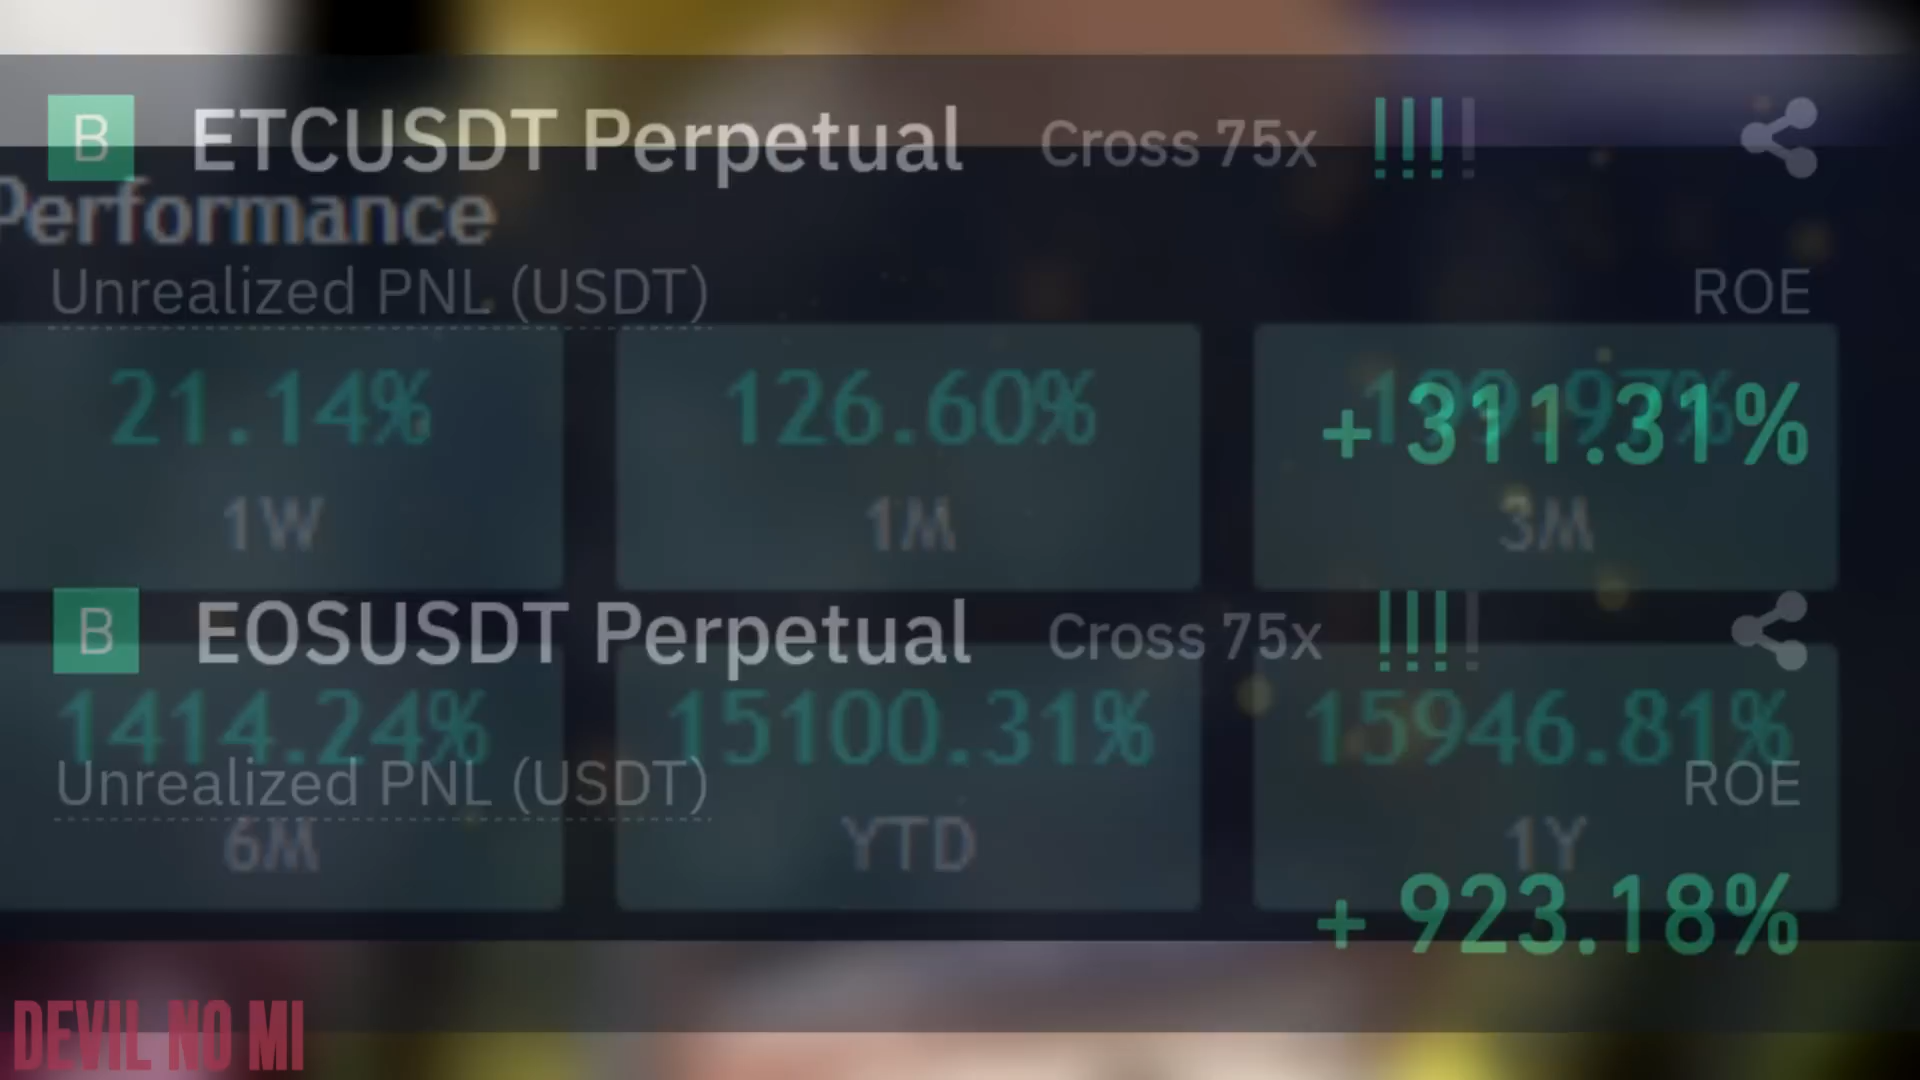 B ETCUSDT Perpetual Cross 75x !!!!
Performance
Unrealized PNL (USDT) ROE
21.14% 126.60% 199.97%
+311.31%
1W 1M 3M
B EOSUSDT Perpetual Cross 75x !!!!
1414.24% 15100.31% 15946.81%
Unrealized PNL (USDT) ROE
6M YTD 1Y
+923.18%
DEVIL NO MI